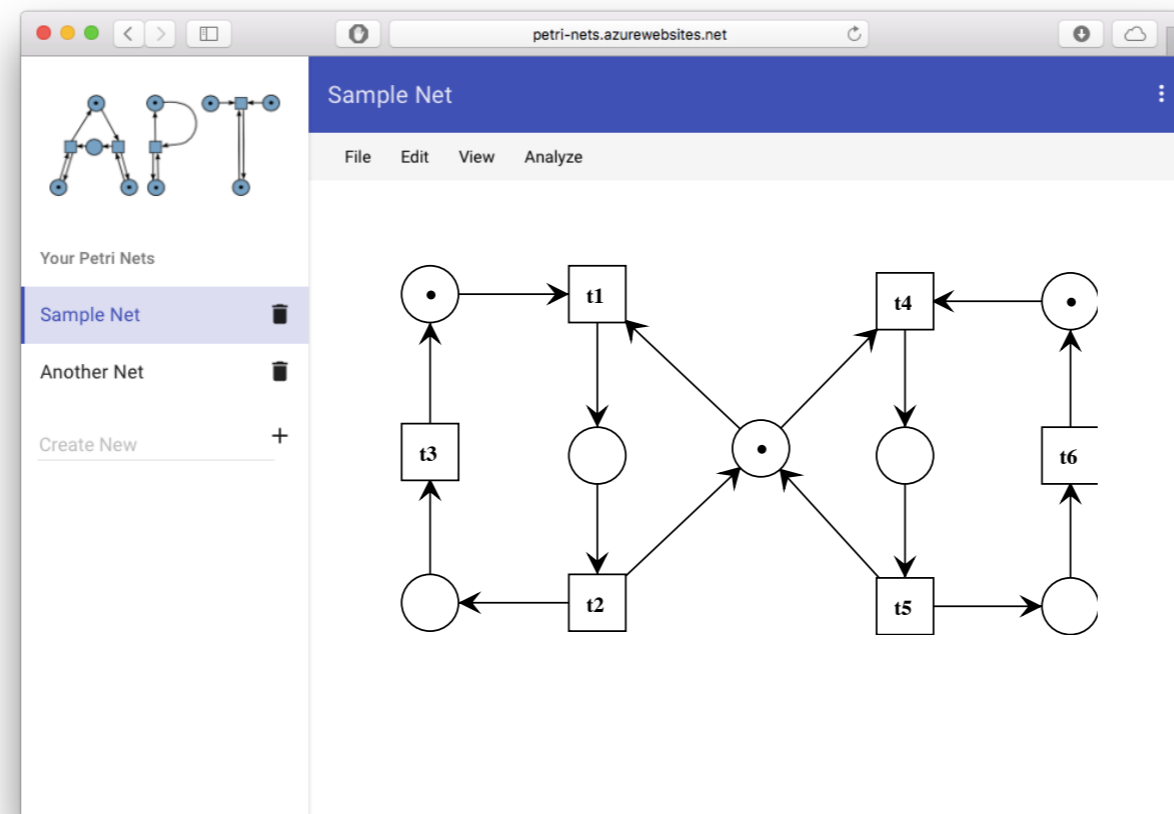 petri-nets.azurewebsites.net
APT
Sample Net
File Edit View Analyze
Your Petri Nets
Sample Net
Another Net
Create New
t1
t4
t3
t6
t2
t5